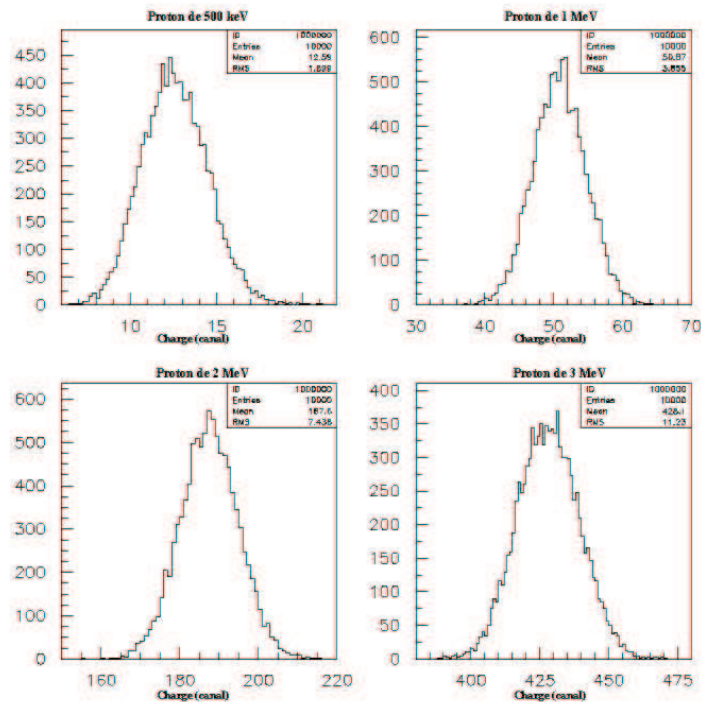 Proton de 500 keV
ID 1000000
Entries 10000
Mean 12.59
RMS
450
400
350
300
250
200
150
100
50
0
10 15 20
Charge (canal)
Proton de 1 MeV
ID 1000000
Entries 10000
Mean 50.87
RMS 3.855
600
500
400
300
200
100
0
30 40 50 60 70
Charge (canal)
Proton de 2 MeV
ID 1000000
Entries 10000
Mean 187.6
RMS 7.438
600
500
400
300
200
100
0
160 180 200 220
Charge (canal)
Proton de 3 MeV
ID 1000000
Entries 10000
Mean 428.1
RMS 11.23
400
350
300
250
200
150
100
50
0
400 425 450 475
Charge (canal)